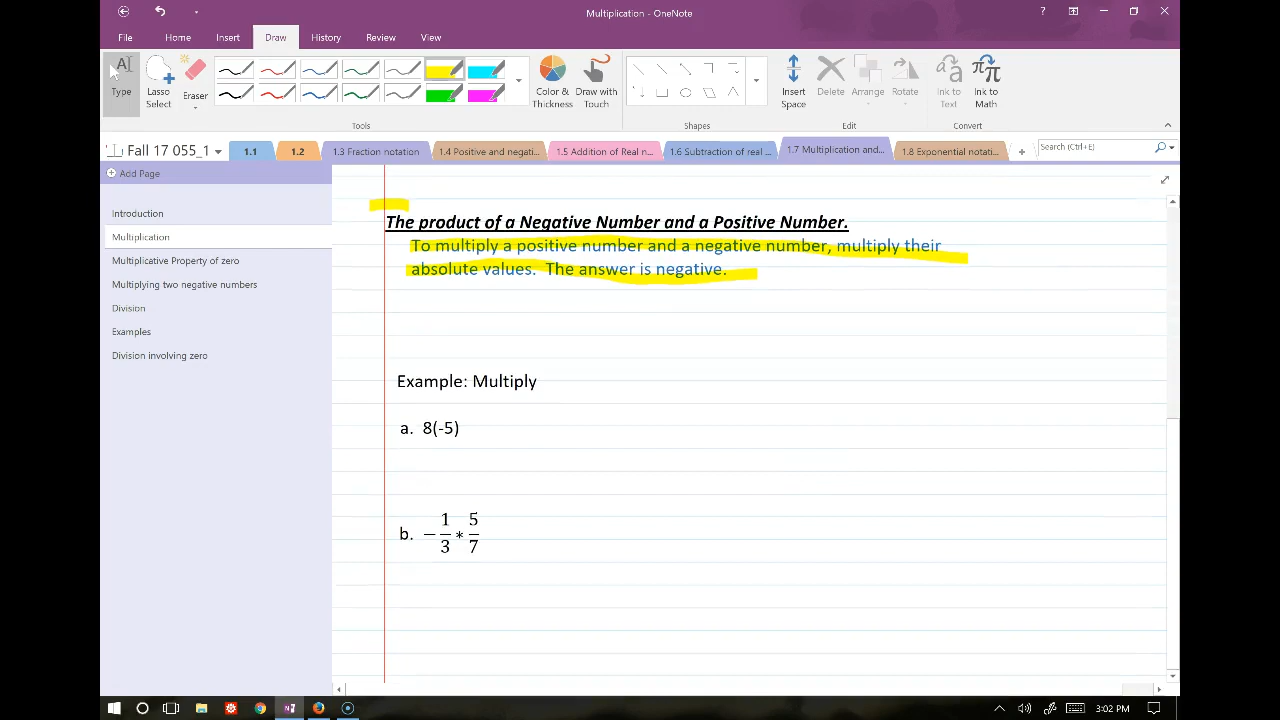 Multiplication - OneNote
?
File Home Insert Draw History Review View
Type
Lasso Select
Eraser
Color & Thickness
Draw with Touch
Insert Space
Delete
Arrange
Rotate
Ink to Text
Ink to Math
Tools Shapes Edit Convert
Fall 17 055_1 1.1 1.2 1.3 Fraction notation 1.4 Positive and negati... 1.5 Addition of Real n... 1.6 Subtraction of real ... 1.7 Multiplication and... 1.8 Exponential notati... + Search (Ctrl+E)
Add Page
Introduction
Multiplication
Multiplicative Property of zero
Multiplying two negative numbers
Division
Examples
Division involving zero
The product of a Negative Number and a Positive Number.
To multiply a positive number and a negative number, multiply their
absolute values. The answer is negative.
Example: Multiply
a. 8(-5)
b. −1/3 ∗ 5/7
3:02 PM